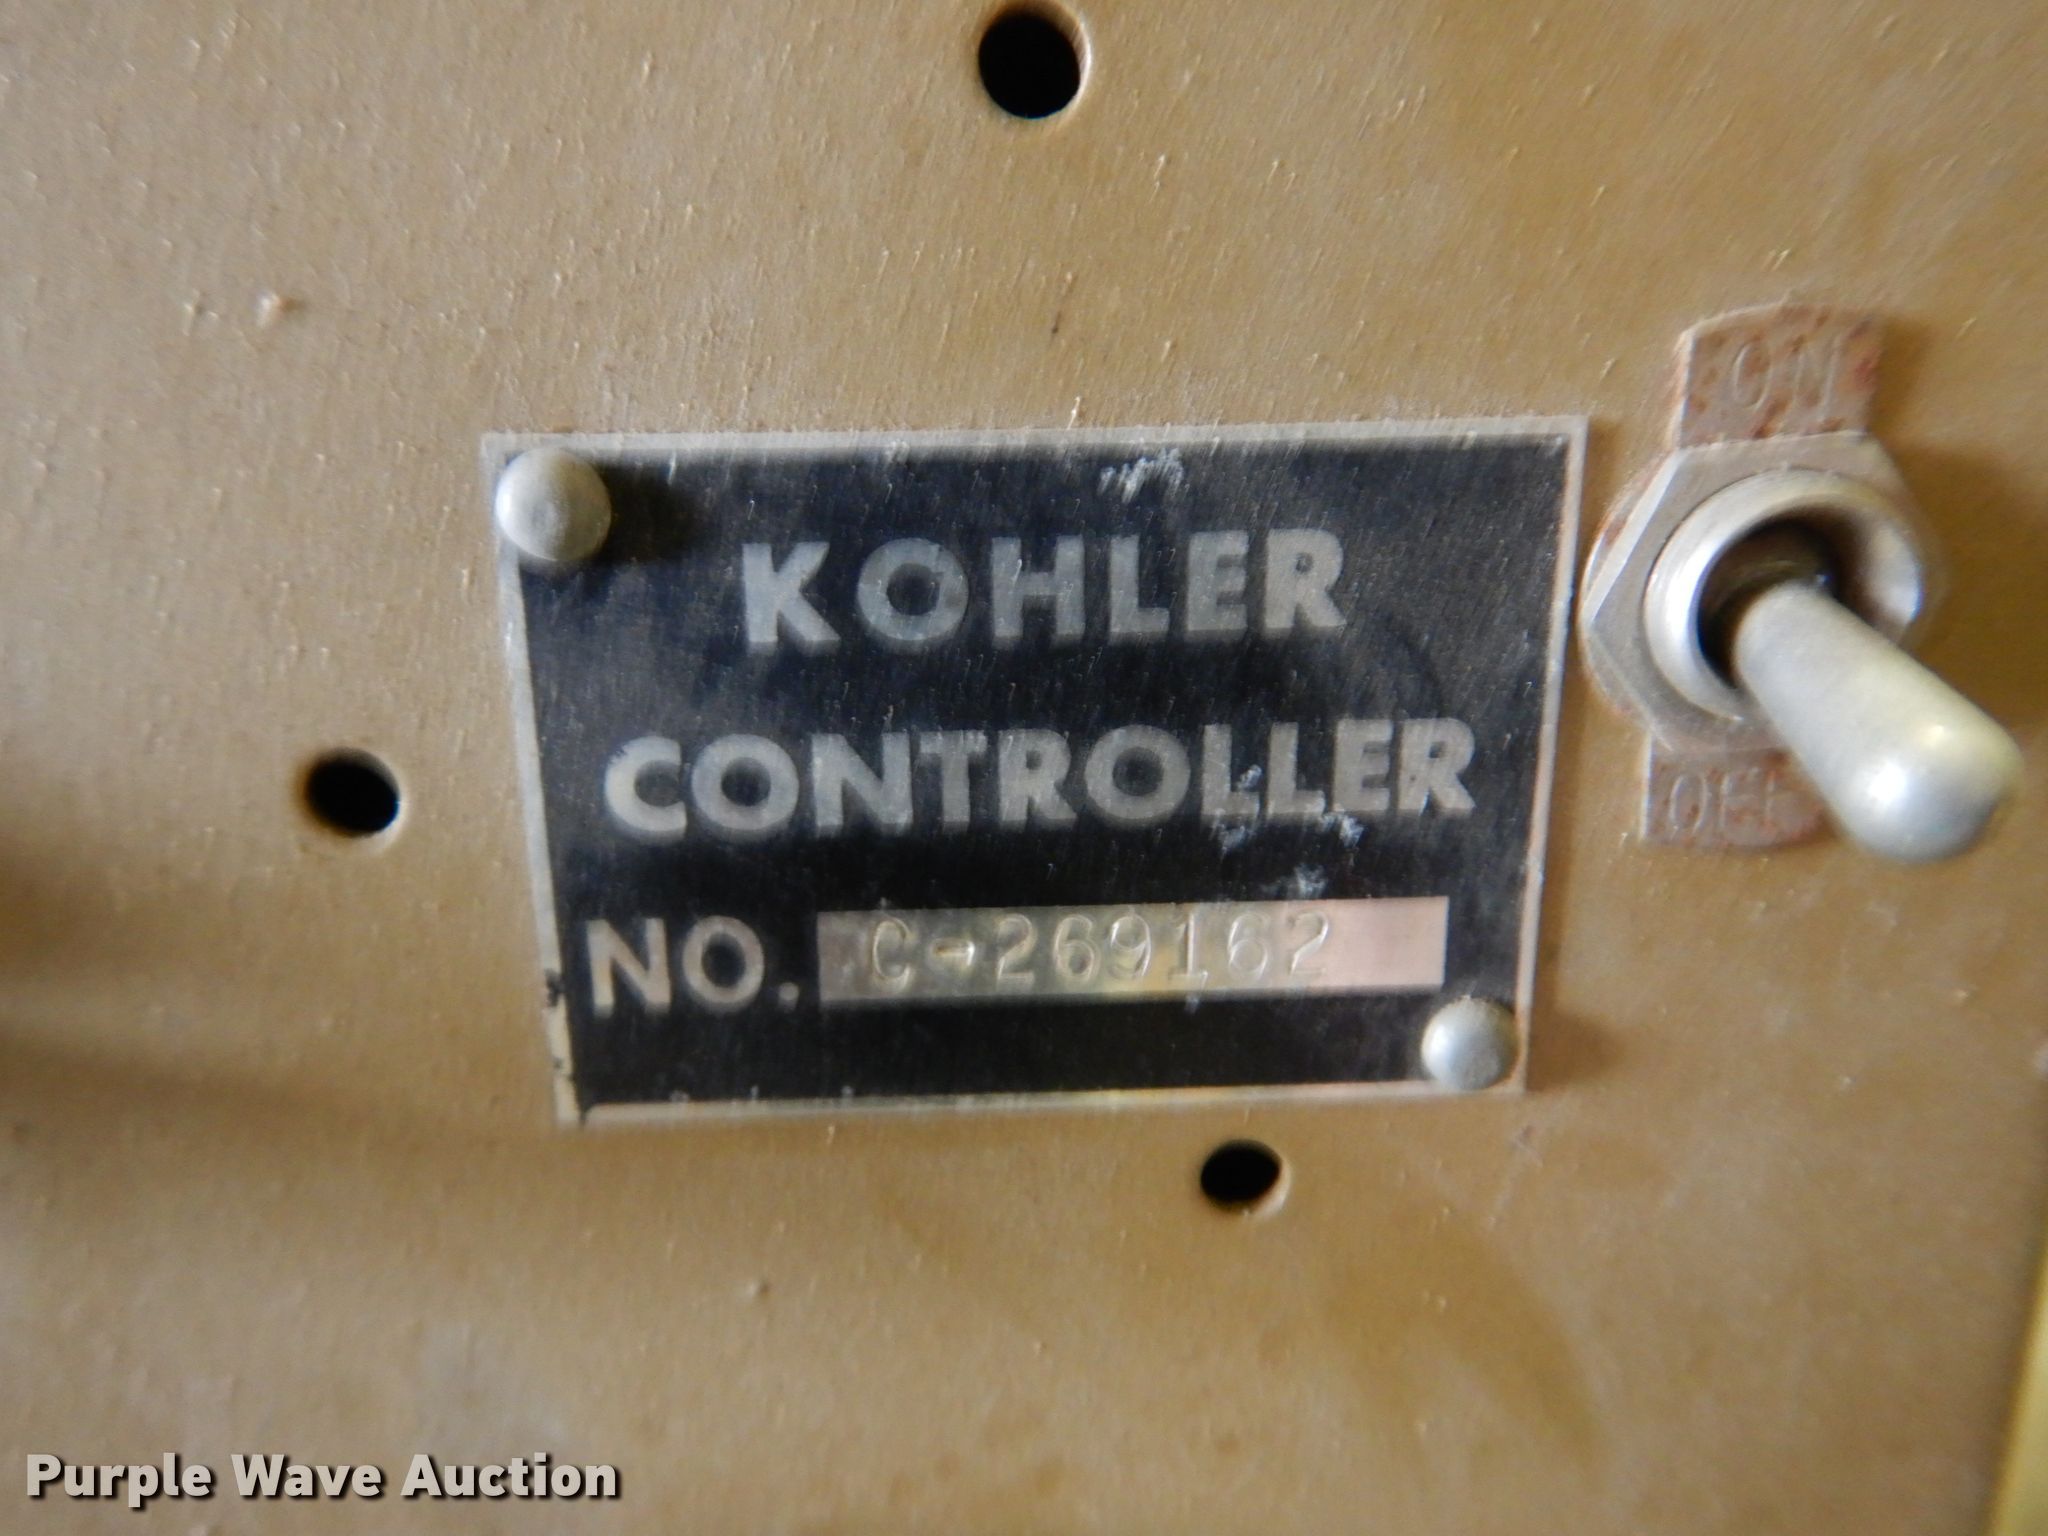 ON
KOHLER
CONTROLLER
OFF
NO. C-269162
Purple Wave Auction